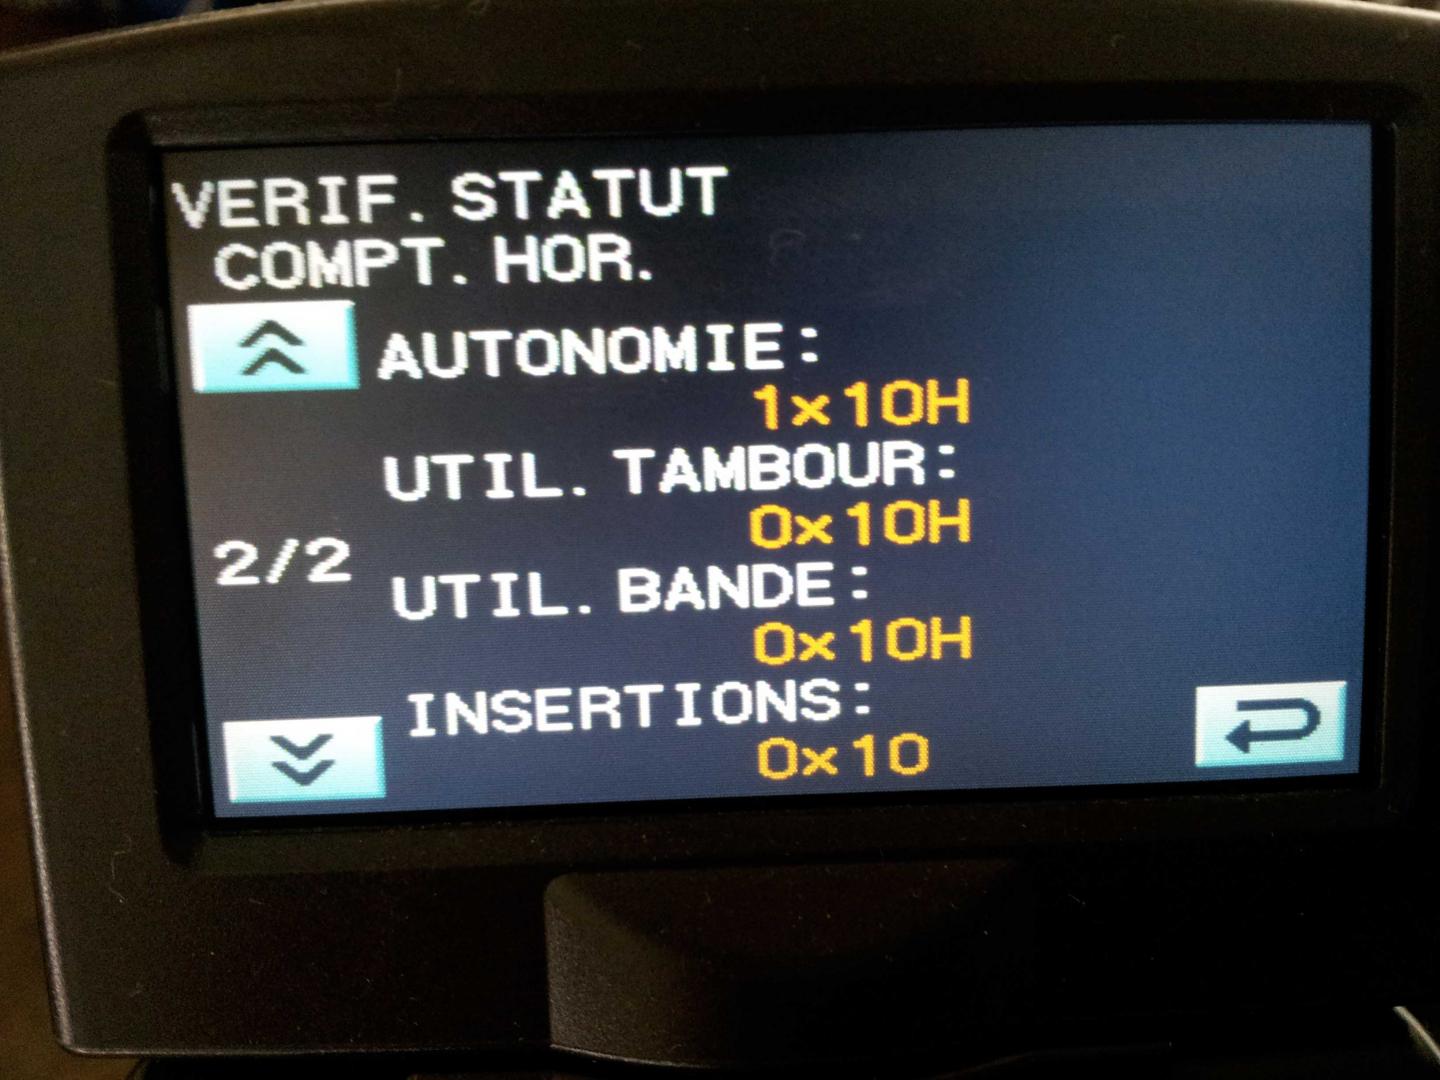 VERIF. STATUT
COMPT. HOR.
AUTONOMIE:
1x10H
UTIL. TAMBOUR:
0x10H
2/2
UTIL. BANDE:
0x10H
INSERTIONS:
0x10